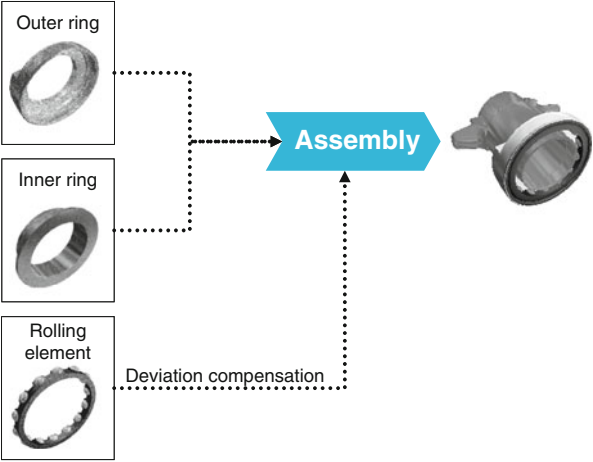 Outer ring
Assembly
Inner ring
Rolling
element
Deviation compensation